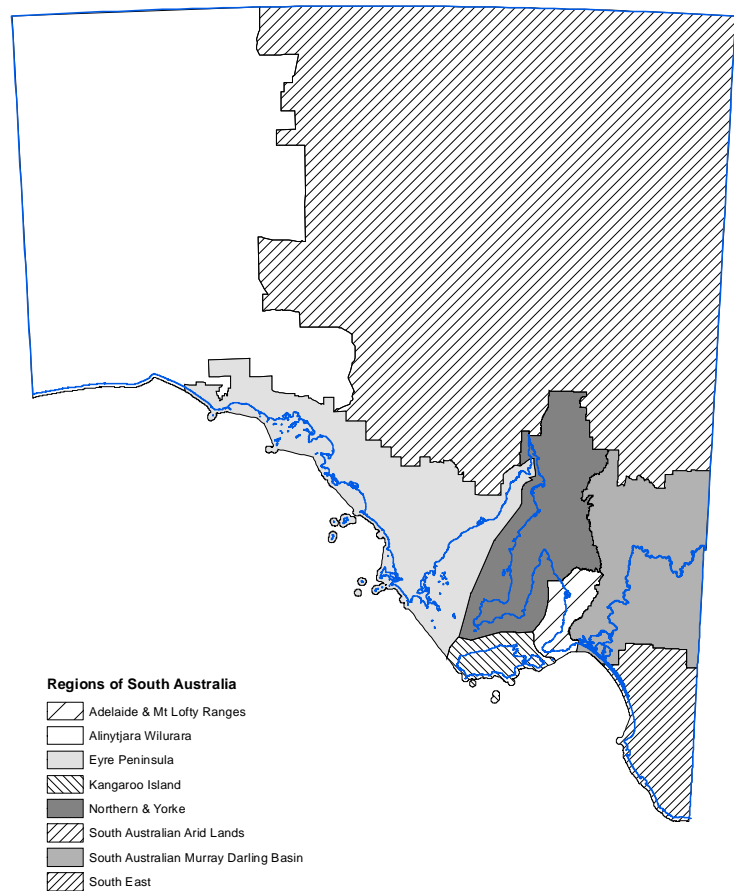 Regions of South Australia
Adelaide & Mt Lofty Ranges
Alinytjara Wilurara
Eyre Peninsula
Kangaroo Island
Northern & Yorke
South Australian Arid Lands
South Australian Murray Darling Basin
South East